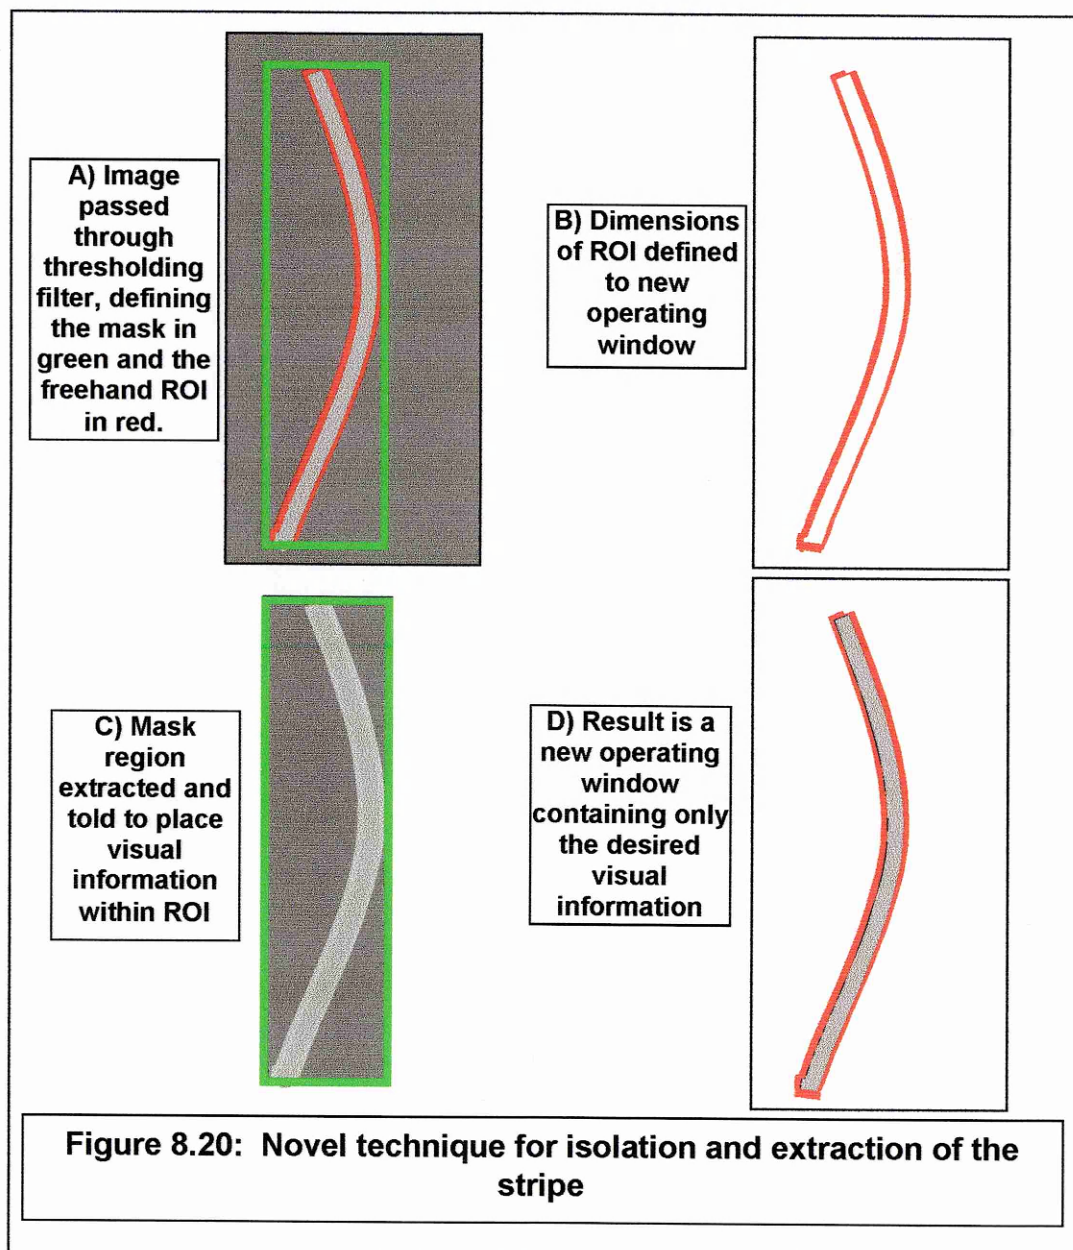 A) Image
passed
through
thresholding
filter, defining
the mask in
green and the
freehand ROI
in red.
B) Dimensions
of ROI defined
to new
operating
window
C) Mask
region
extracted and
told to place
visual
information
within ROI
D) Result is a
new operating
window
containing only
the desired
visual
information
Figure 8.20: Novel technique for isolation and extraction of the
stripe